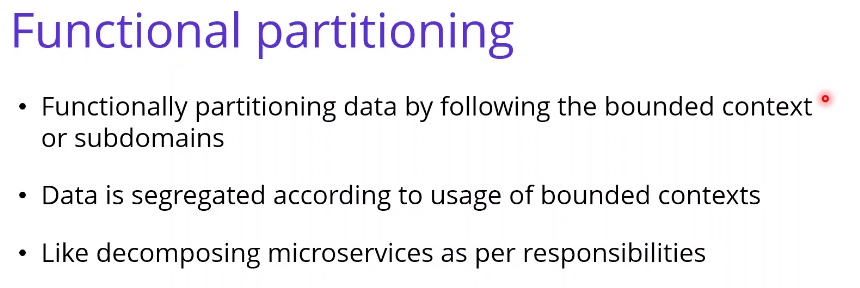 Functional partitioning
• Functionally partitioning data by following the bounded context
or subdomains
• Data is segregated according to usage of bounded contexts
• Like decomposing microservices as per responsibilities